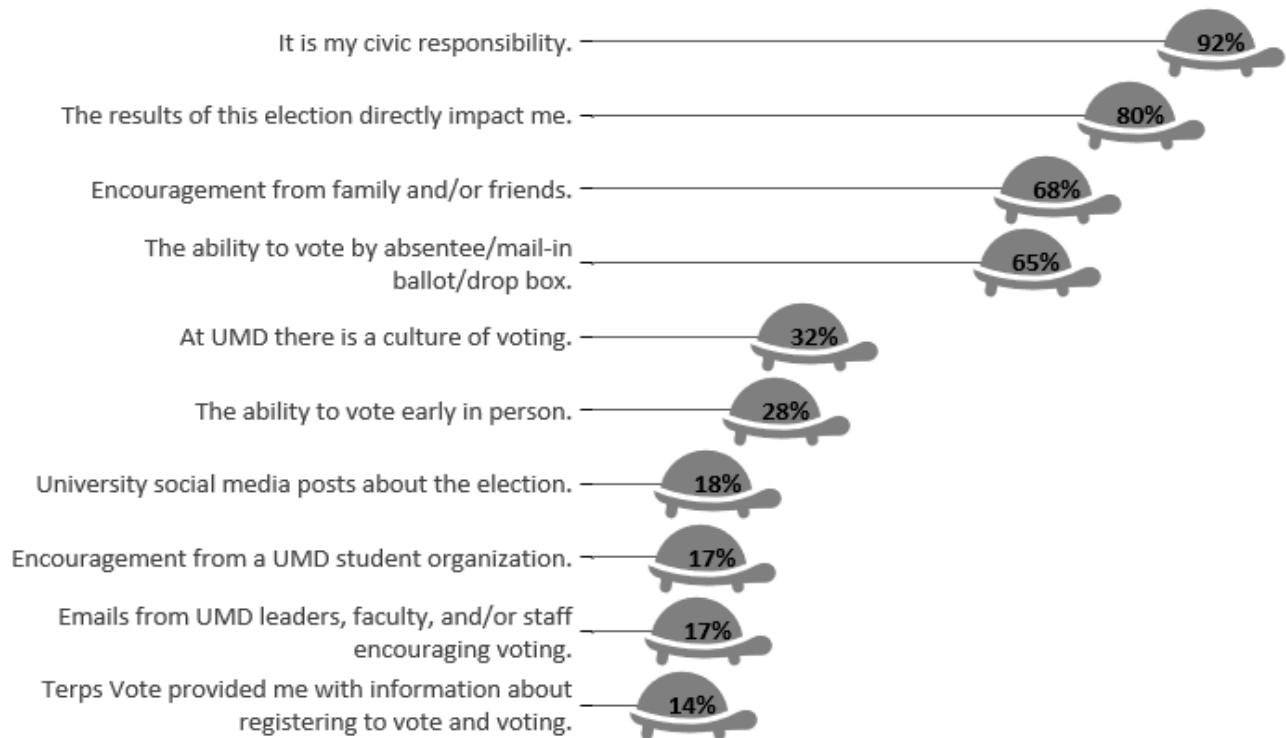 It is my civic responsibility.
92%
The results of this election directly impact me.
80%
Encouragement from family and/or friends.
68%
The ability to vote by absentee/mail-in
ballot/drop box.
65%
At UMD there is a culture of voting.
32%
The ability to vote early in person.
28%
University social media posts about the election.
18%
Encouragement from a UMD student organization.
17%
Emails from UMD leaders, faculty, and/or staff
encouraging voting.
17%
Terps Vote provided me with information about
registering to vote and voting.
14%